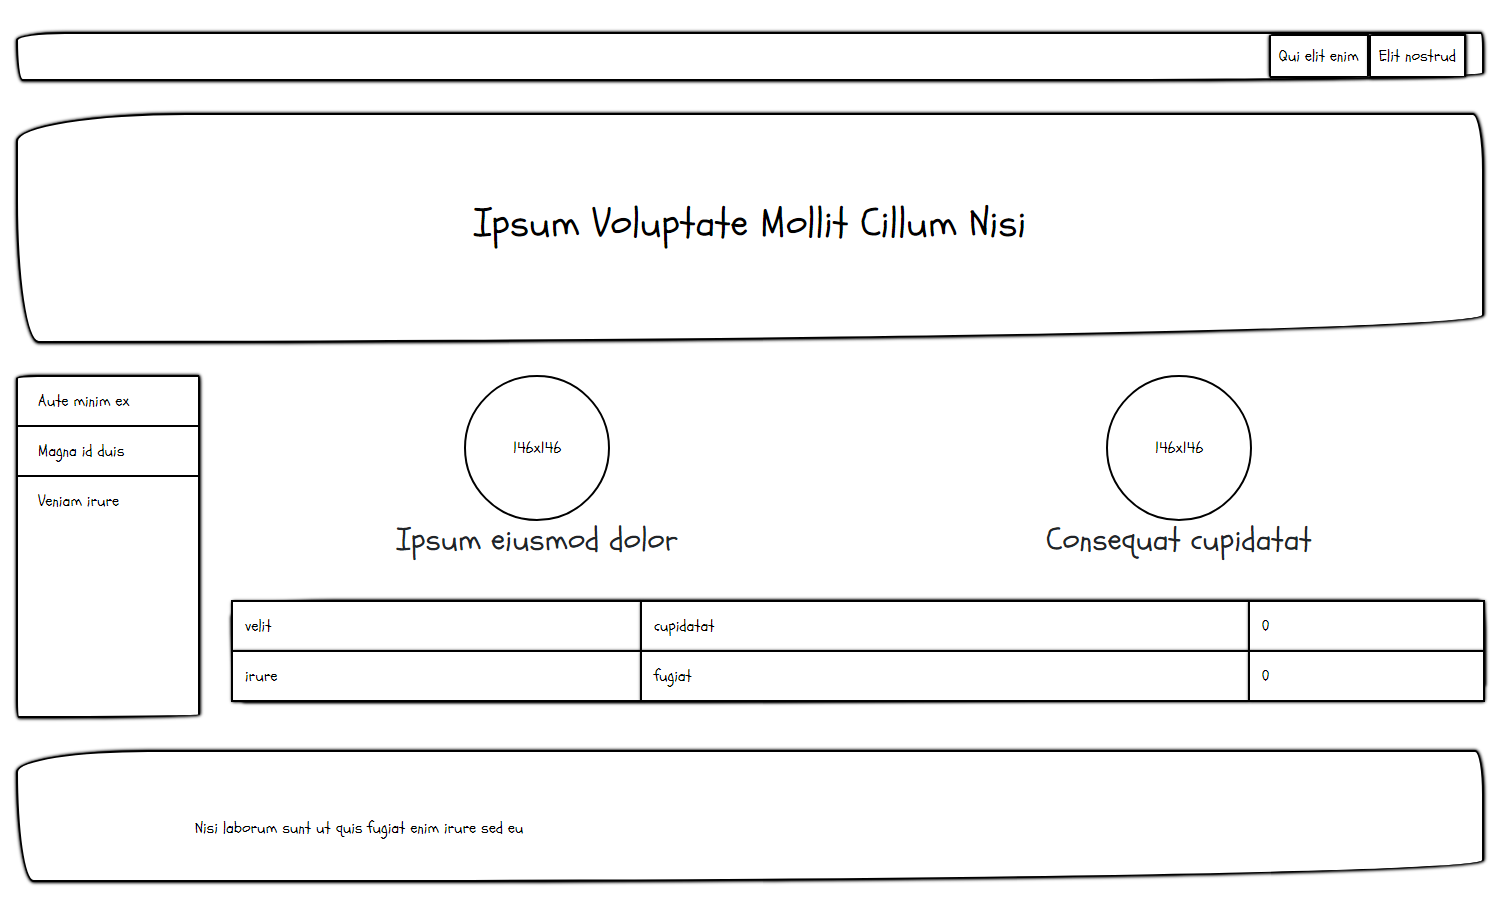 Qui elit enim
Elit nostrud
Ipsum Voluptate Mollit Cillum Nisi
Aute minim ex
Magna id duis
Veniam irure
146x146
Ipsum eiusmod dolor
146x146
Consequat cupidatat
velit cupidatat 0
irure fugiat 0
Nisi laborum sunt ut quis fugiat enim irure sed eu